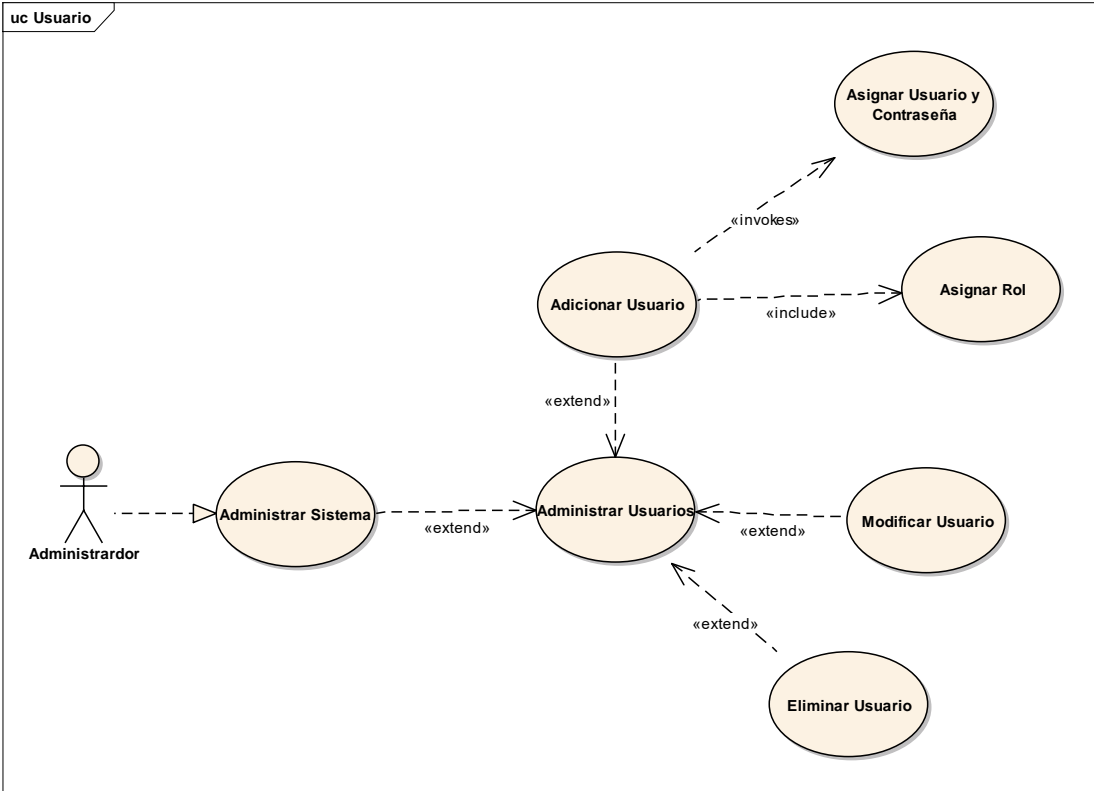 uc Usuario
Asignar Usuario y
Contraseña
«invokes»
Adicionar Usuario
Asignar Rol
«include»
«extend»
Administrardor
Administrar Sistema
«extend»
Administrar Usuarios
«extend»
Modificar Usuario
«extend»
Eliminar Usuario